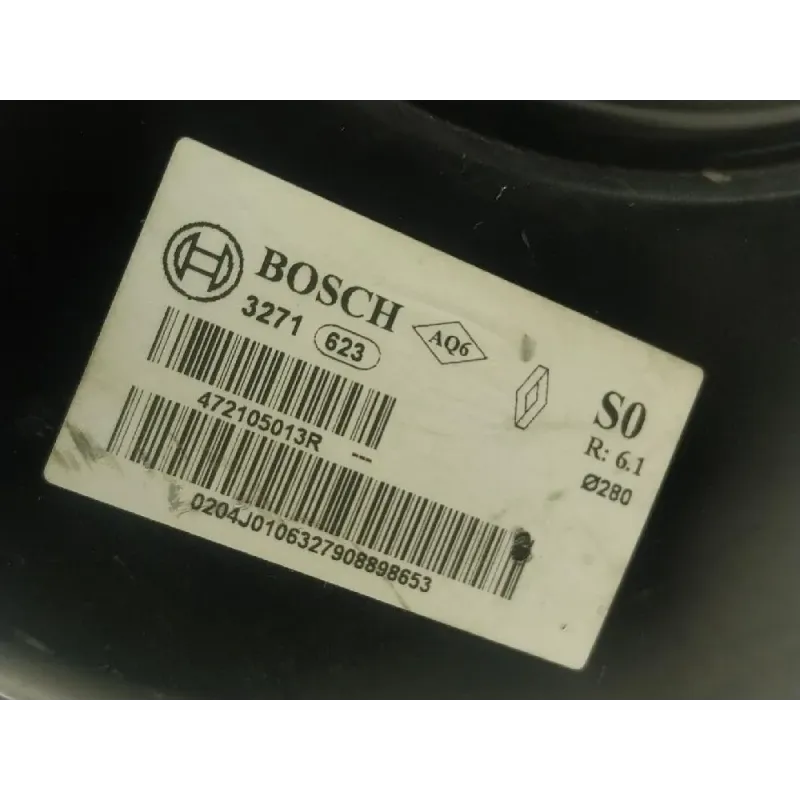 BOSCH
3271 623
AQ6
472105013R ---
0204J0106327908898653
S0
R: 6.1
Ø280